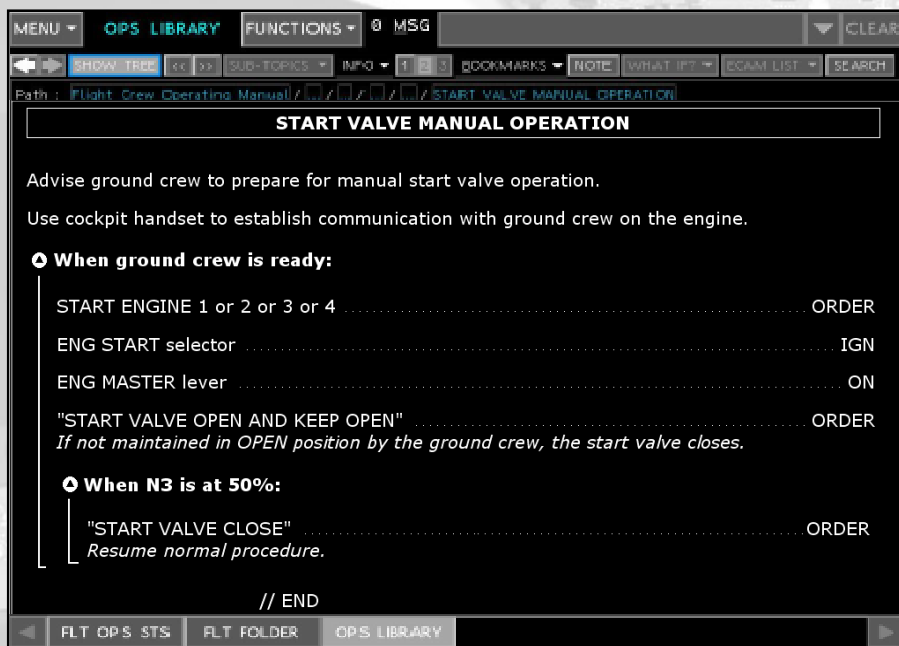 MENU OPS LIBRARY FUNCTIONS 0 MSG CLEAR
SHOW TREE << >> SUB-TOPICS INFO 1 2 3 BOOKMARKS NOTE WHAT IF? ECAM LIST SEARCH
Path : Flight Crew Operating Manual / ... / ... / ... / ... / START VALVE MANUAL OPERATION
START VALVE MANUAL OPERATION
Advise ground crew to prepare for manual start valve operation.
Use cockpit handset to establish communication with ground crew on the engine.
When ground crew is ready:
START ENGINE 1 or 2 or 3 or 4 ORDER
ENG START selector IGN
ENG MASTER lever ON
"START VALVE OPEN AND KEEP OPEN" ORDER
If not maintained in OPEN position by the ground crew, the start valve closes.
When N3 is at 50%:
"START VALVE CLOSE" ORDER
Resume normal procedure.
// END
FLT OPS STS FLT FOLDER OPS LIBRARY